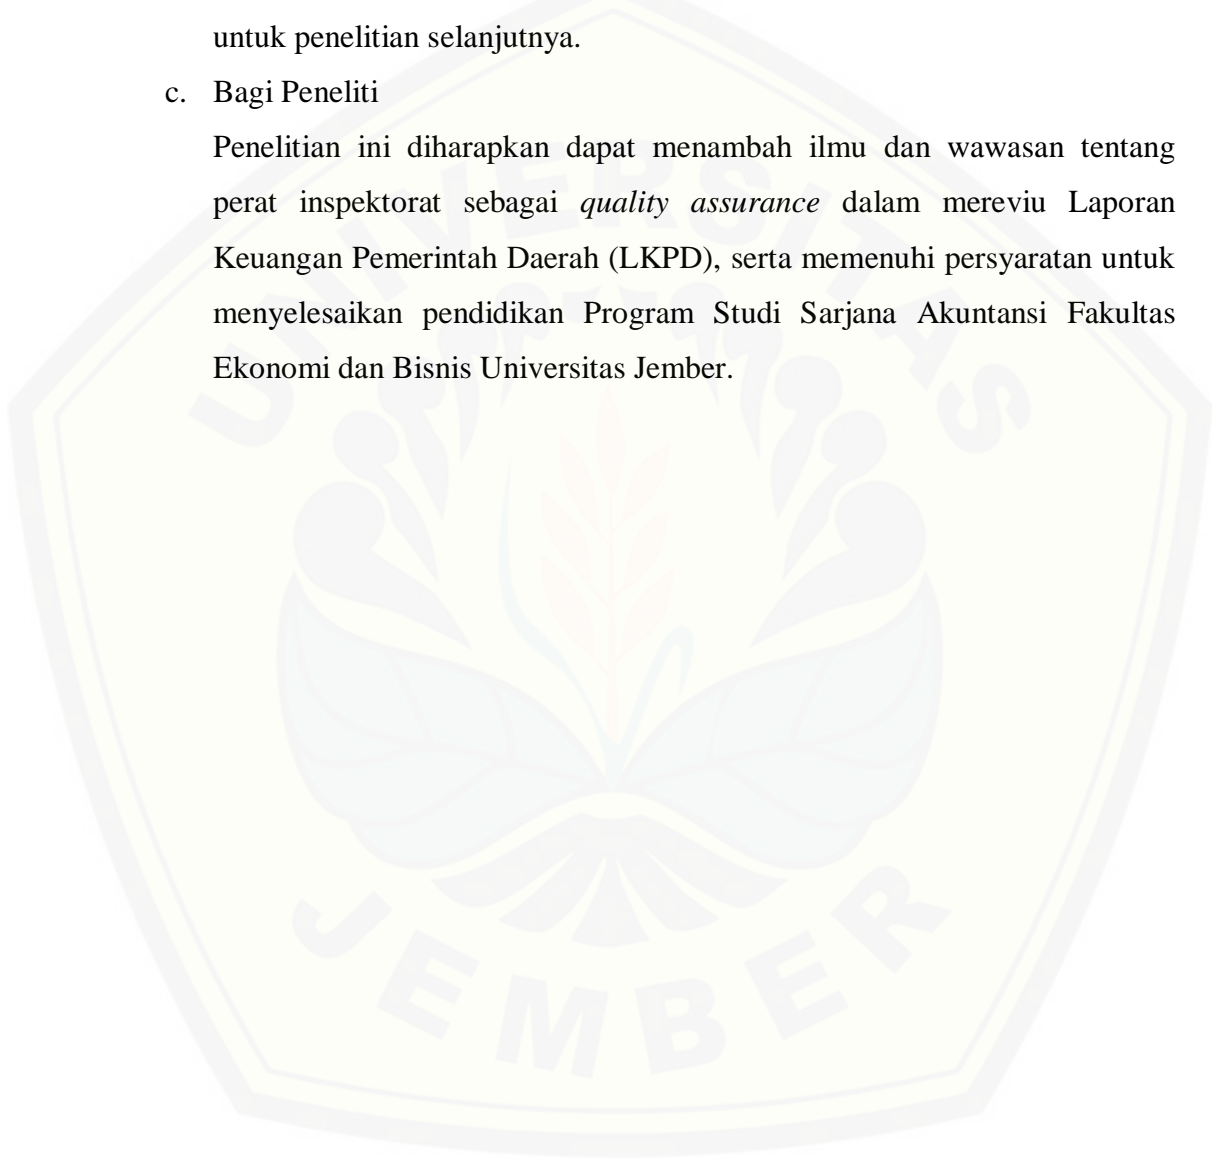 untuk penelitian selanjutnya.
c. Bagi Peneliti
Penelitian ini diharapkan dapat menambah ilmu dan wawasan tentang
perat inspektorat sebagai quality assurance dalam mereviu Laporan
Keuangan Pemerintah Daerah (LKPD), serta memenuhi persyaratan untuk
menyelesaikan pendidikan Program Studi Sarjana Akuntansi Fakultas
Ekonomi dan Bisnis Universitas Jember.
UNIVERSITAS
JEMBER